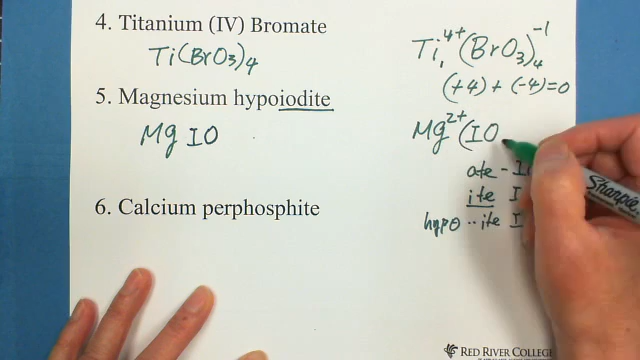 4. Titanium (IV) Bromate
Ti(BrO3)4
5. Magnesium hypoiodite
Mg IO
6. Calcium perphosphite
Ti1 4+ (BrO3)4 -1
(+4) + (-4) = 0
Mg2+ (IO
ate - I
ite I
hypo .. ite I
Sharpie
RED RIVER COLLEGE